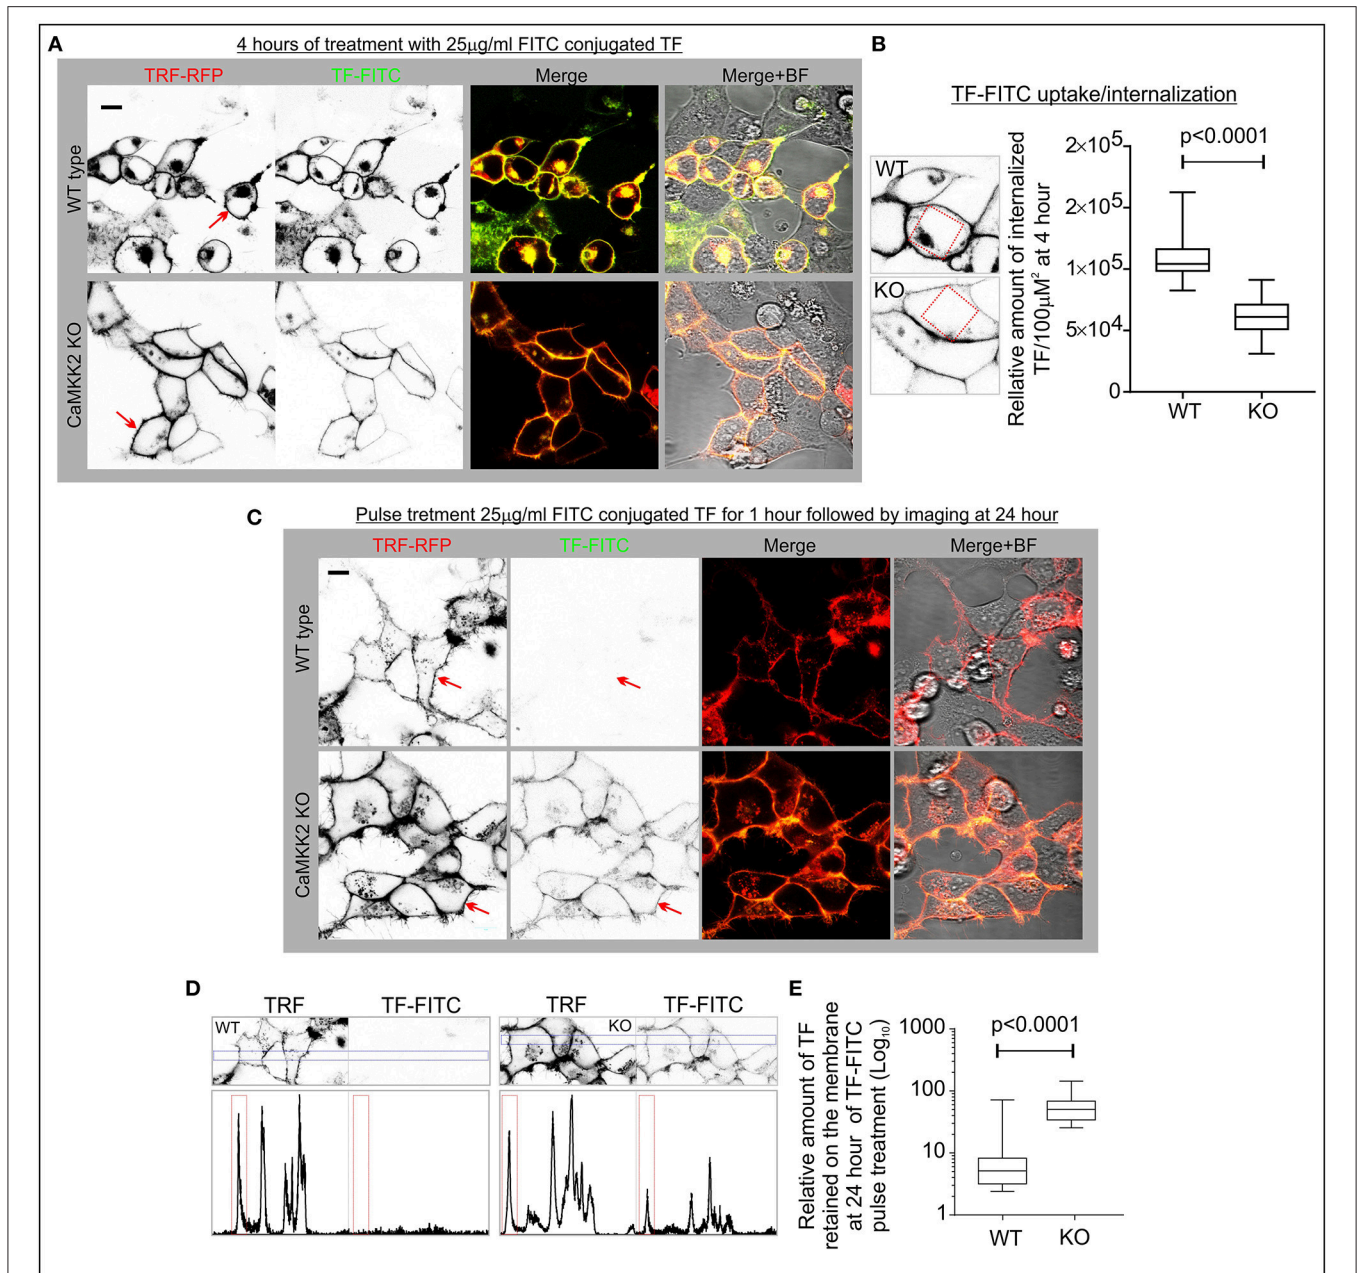 A
4 hours of treatment with 25µg/ml FITC conjugated TF
TRF-RFP TF-FITC Merge Merge+BF
WT type
CaMKK2 KO
B
TF-FITC uptake/internalization
WT
KO
Rellative amount of internalized
TF/100µM² at 4 hour
p<0.0001
2×10⁵
2×10⁵
1×10⁵
5×10⁴
0
WT KO
C
Pulse tretment 25µg/ml FITC conjugated TF for 1 hour followed by imaging at 24 hour
TRF-RFP TF-FITC Merge Merge+BF
WT type
CaMKK2 KO
D
TRF TF-FITC TRF TF-FITC
WT KO
E
Relative amount of TF
retained on the membrane
at 24 hour of TF-FITC
pulse treatment (Log₁₀)
p<0.0001
1000
100
10
1
WT KO